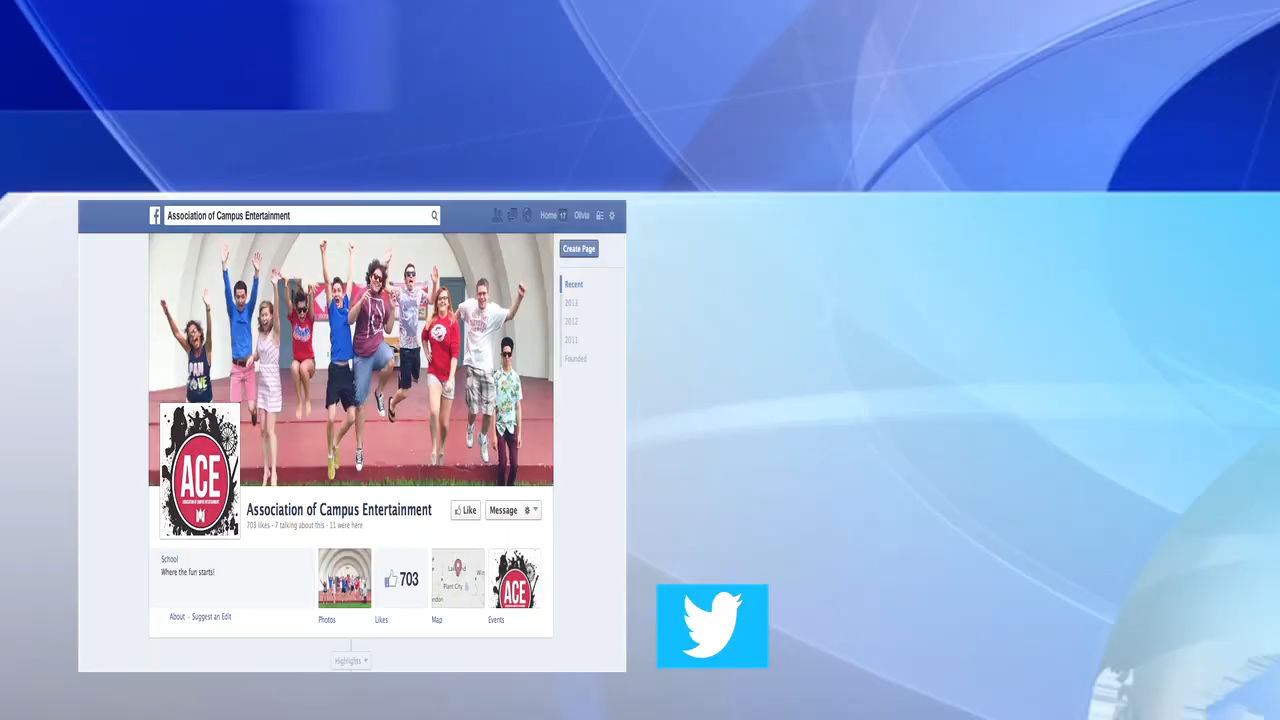 Association of Campus Entertainment
Home 17 Olivia
Create Page
Recent
2013
2012
2011
Founded
ACE
ASSOCIATION OF CAMPUS ENTERTAINMENT
Association of Campus Entertainment
Like
Message
703 likes · 7 talking about this · 11 were here
School
Where the fun starts!
About - Suggest an Edit
703
Plant City
ACE
Photos
Likes
Map
Events
Highlights